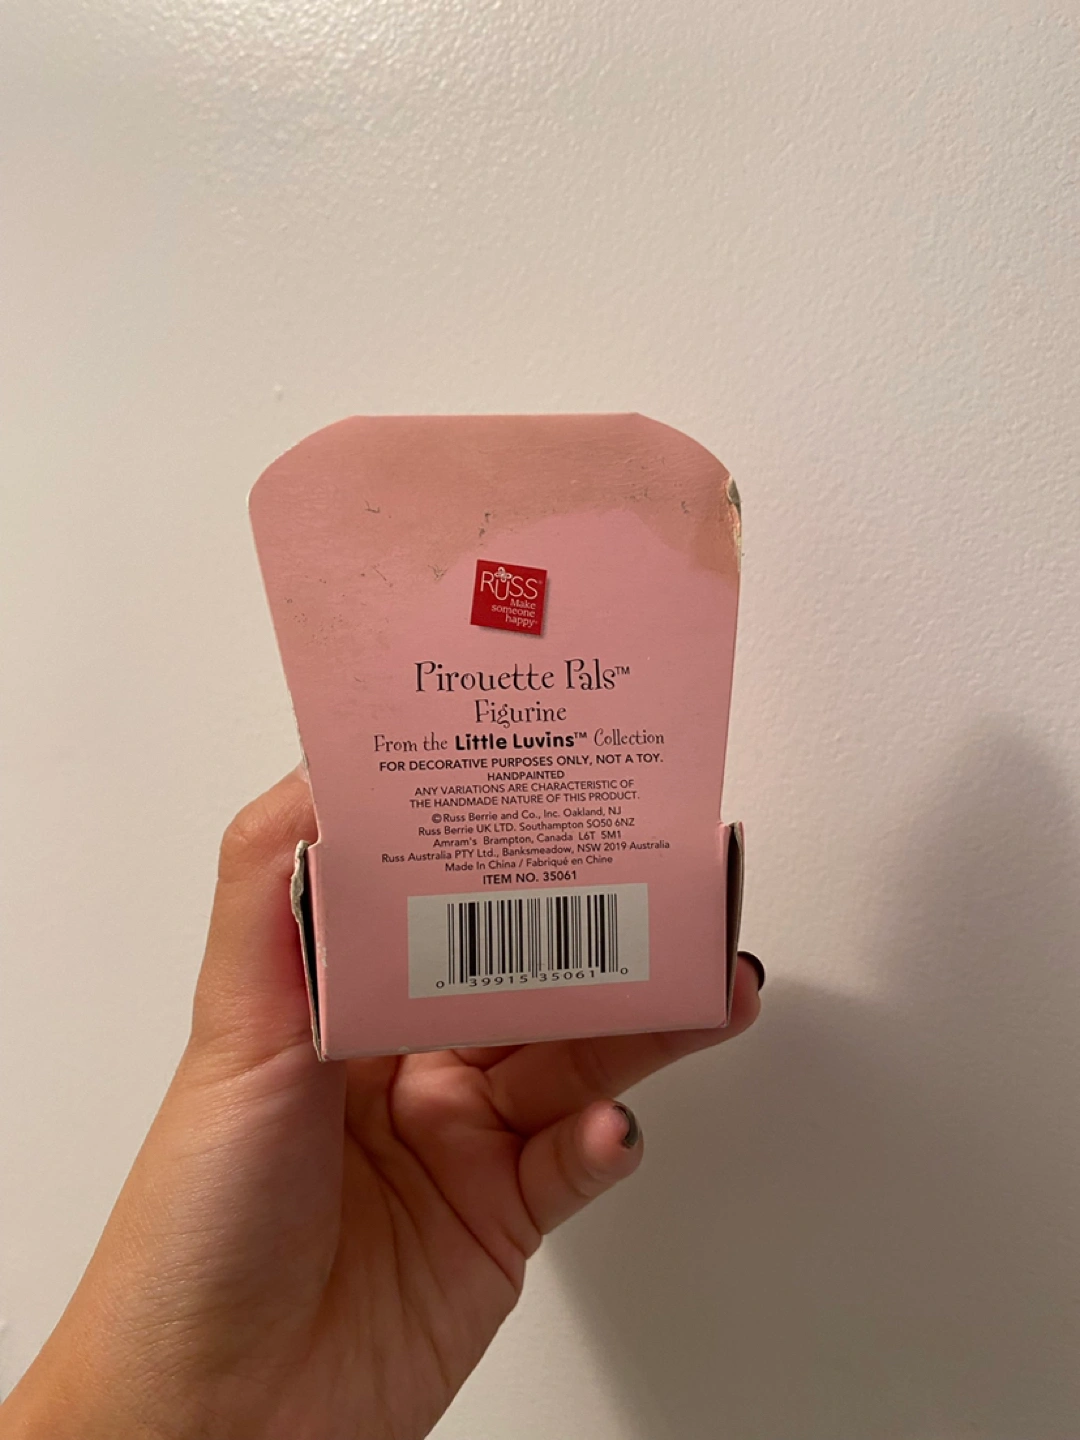 RUSS®
Make
someone
happy®
Pirouette Pals™
Figurine
From the Little Luvins™ Collection
FOR DECORATIVE PURPOSES ONLY, NOT A TOY.
HANDPAINTED
ANY VARIATIONS ARE CHARACTERISTIC OF
THE HANDMADE NATURE OF THIS PRODUCT.
©Russ Berrie and Co., Inc. Oakland, NJ
Russ Berrie UK LTD. Southampton SO50 6NZ
Amram's Brampton, Canada L6T 5M1
Russ Australia PTY Ltd., Banksmeadow, NSW 2019 Australia
Made In China / Fabriqué en Chine
ITEM NO. 35061
0 39915 35061 0